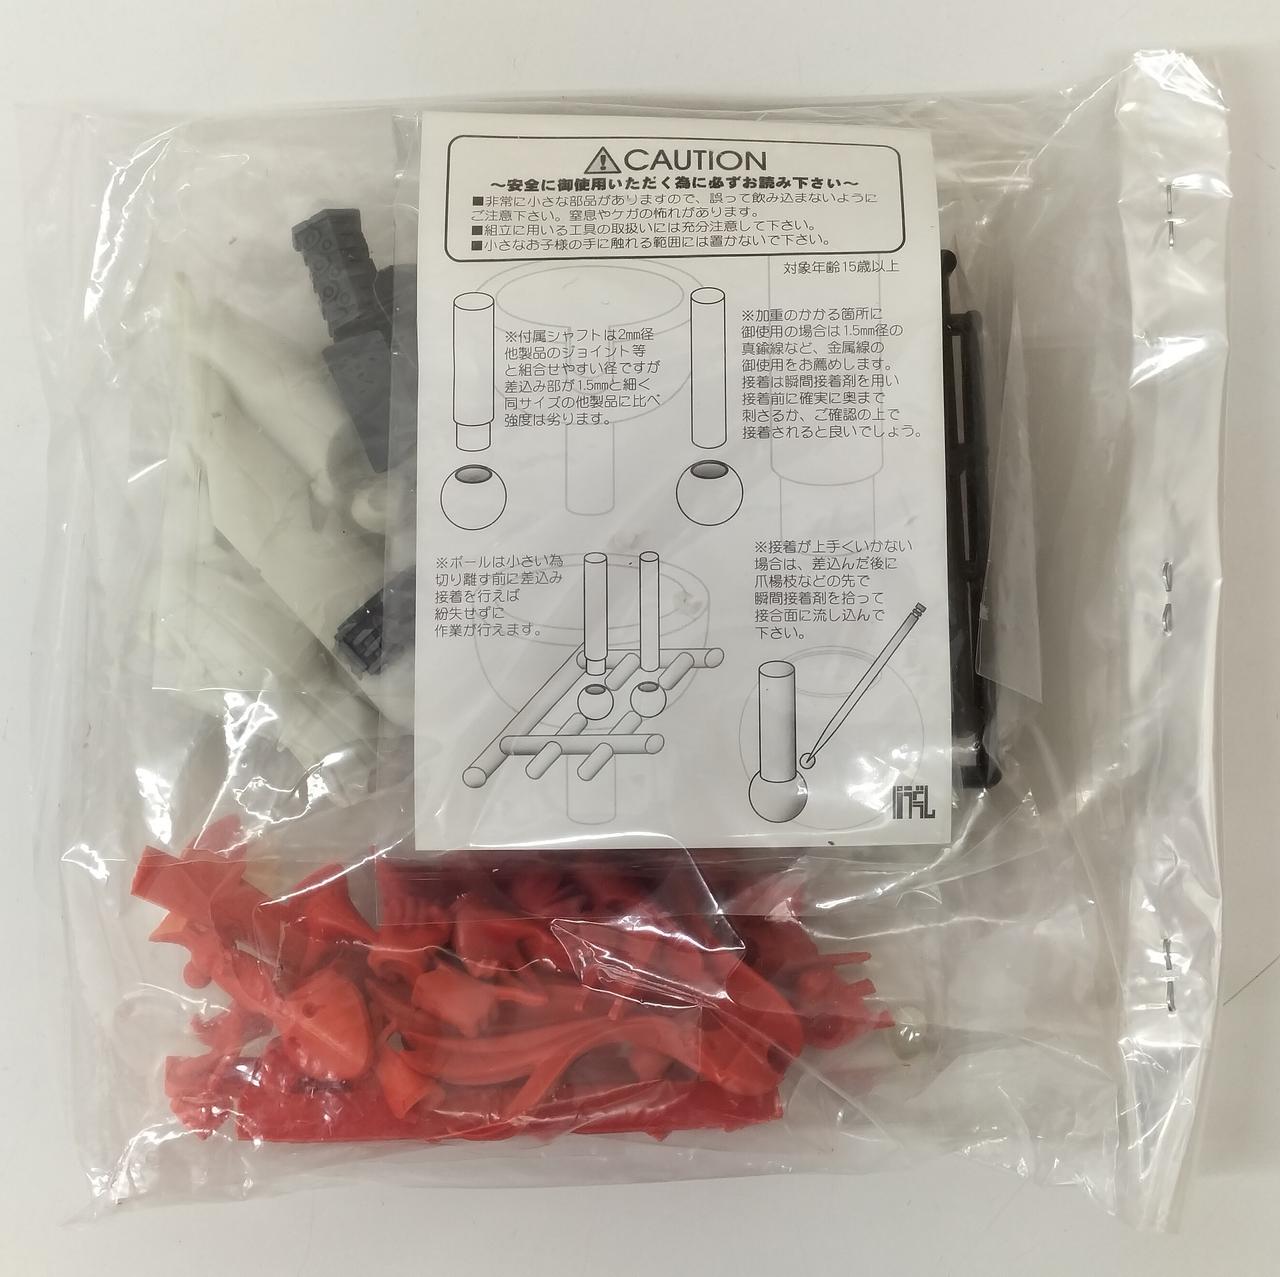 CAUTION
〜安全に御使用いただく為に必ずお読み下さい〜
■非常に小さな部品がありますので、誤って飲み込まないように
ご注意下さい。窒息やケガの怖れがあります。
■組立に用いる工具の取扱いには充分注意して下さい。
■小さなお子様の手に触れる範囲には置かないで下さい。
対象年齢15歳以上
※付属シャフトは2mm径
他製品のジョイント等
と組合せやすい径ですが
差込み部が1.5mmと細く
同サイズの他製品に比べ
強度は劣ります。
※加重のかかる箇所に
御使用の場合は1.5mm径の
真鍮線など、金属線の
御使用をお薦めします。
接着は瞬間接着剤を用い
接着前に確実に奥まで
刺さるか、ご確認の上で
接着されると良いでしょう。
※ボールは小さい為
切り離す前に差込み
接着を行えば
紛失せずに
作業が行えます。
※接着が上手くいかない
場合は、差込んだ後に
爪楊枝などの先で
瞬間接着剤を拾って
接合面に流し込んで
下さい。